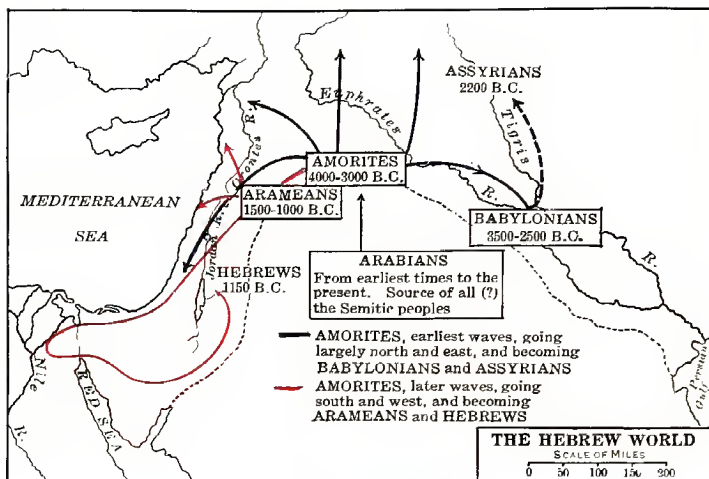 ASSYRIANS
2200 B.C.
Euphrates
Tigris
R.
Orontes
R.
AMORITES
4000-3000 B.C.
MEDITERRANEAN
SEA
ARAMEANS
1500-1000 B.C.
Jordan R.
R.
BABYLONIANS
3500-2500 B.C.
R.
HEBREWS
1150 B.C.
ARABIANS
From earliest times to the
present. Source of all (?)
the Semitic peoples
AMORITES, earliest waves, going
largely north and east, and becoming
BABYLONIANS and ASSYRIANS
AMORITES, later waves, going
south and west, and becoming
ARAMEANS and HEBREWS
Nile
R.
RED SEA
Persian
Gulf
THE HEBREW WORLD
SCALE OF MILES
0 50 100 150 200